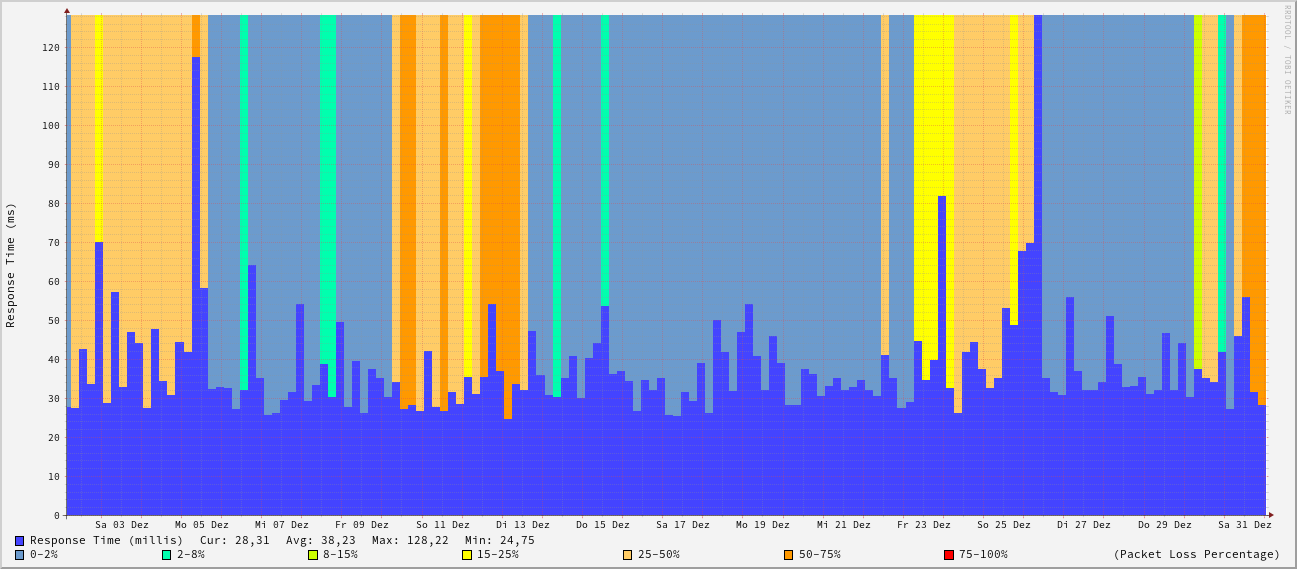 RRDTOOL / TOBI OETIKER
Response Time (ms)
120
110
100
90
80
70
60
50
40
30
20
10
0
Sa 03 Dez Mo 05 Dez Mi 07 Dez Fr 09 Dez So 11 Dez Di 13 Dez Do 15 Dez Sa 17 Dez Mo 19 Dez Mi 21 Dez Fr 23 Dez So 25 Dez Di 27 Dez Do 29 Dez Sa 31 Dez
Response Time (millis) Cur: 28,31 Avg: 38,23 Max: 128,22 Min: 24,75
0-2% 2-8% 8-15% 15-25% 25-50% 50-75% 75-100% (Packet Loss Percentage)